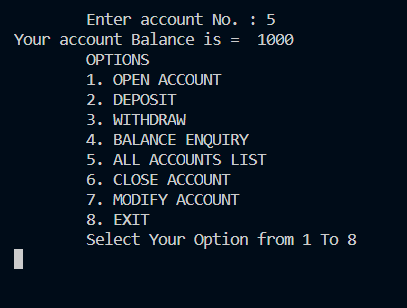 Enter account No. : 5
Your account Balance is =  1000
OPTIONS
1. OPEN ACCOUNT
2. DEPOSIT
3. WITHDRAW
4. BALANCE ENQUIRY
5. ALL ACCOUNTS LIST
6. CLOSE ACCOUNT
7. MODIFY ACCOUNT
8. EXIT
Select Your Option from 1 To 8